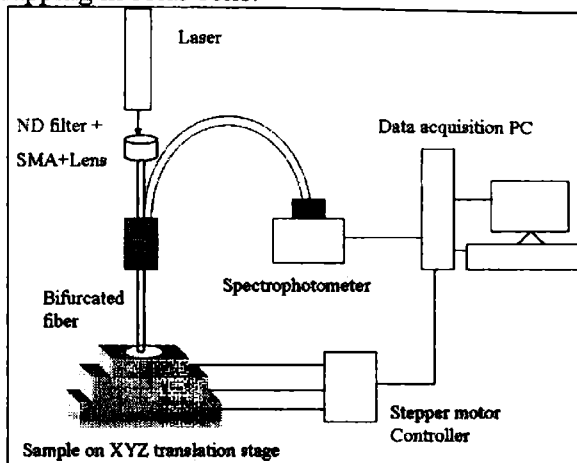 Laser
ND filter +
SMA+Lens
Data acquisition PC
Spectrophotometer
Bifurcated
fiber
Stepper motor
Controller
Sample on XYZ translation stage